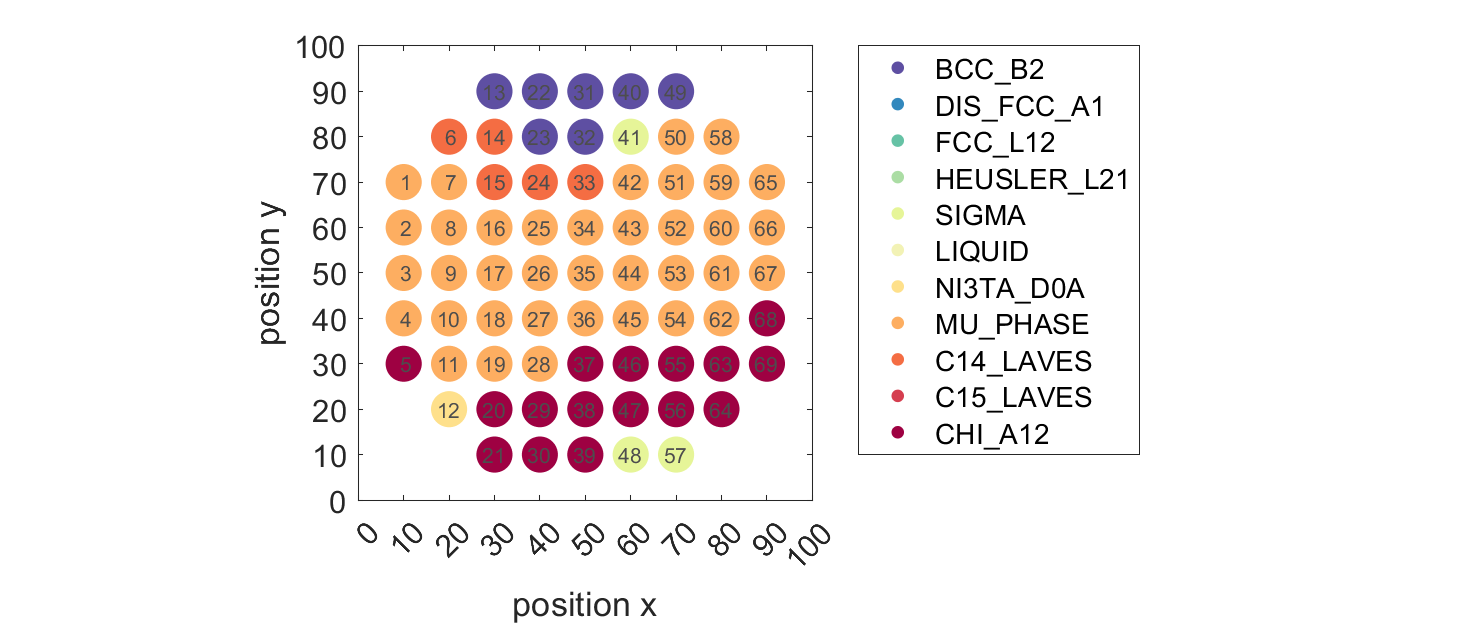 100
90
80
70
60
50
40
30
20
10
0
position y
13 22 31 40 49
6 14 23 32 41 50 58
1 7 15 24 33 42 51 59 65
2 8 16 25 34 43 52 60 66
3 9 17 26 35 44 53 61 67
4 10 18 27 36 45 54 62 68
5 11 19 28 37 46 55 63 69
12 20 29 38 47 56 64
21 30 39 48 57
0 10 20 30 40 50 60 70 80 90 100
position x
BCC_B2
DIS_FCC_A1
FCC_L12
HEUSLER_L21
SIGMA
LIQUID
NI3TA_D0A
MU_PHASE
C14_LAVES
C15_LAVES
CHI_A12